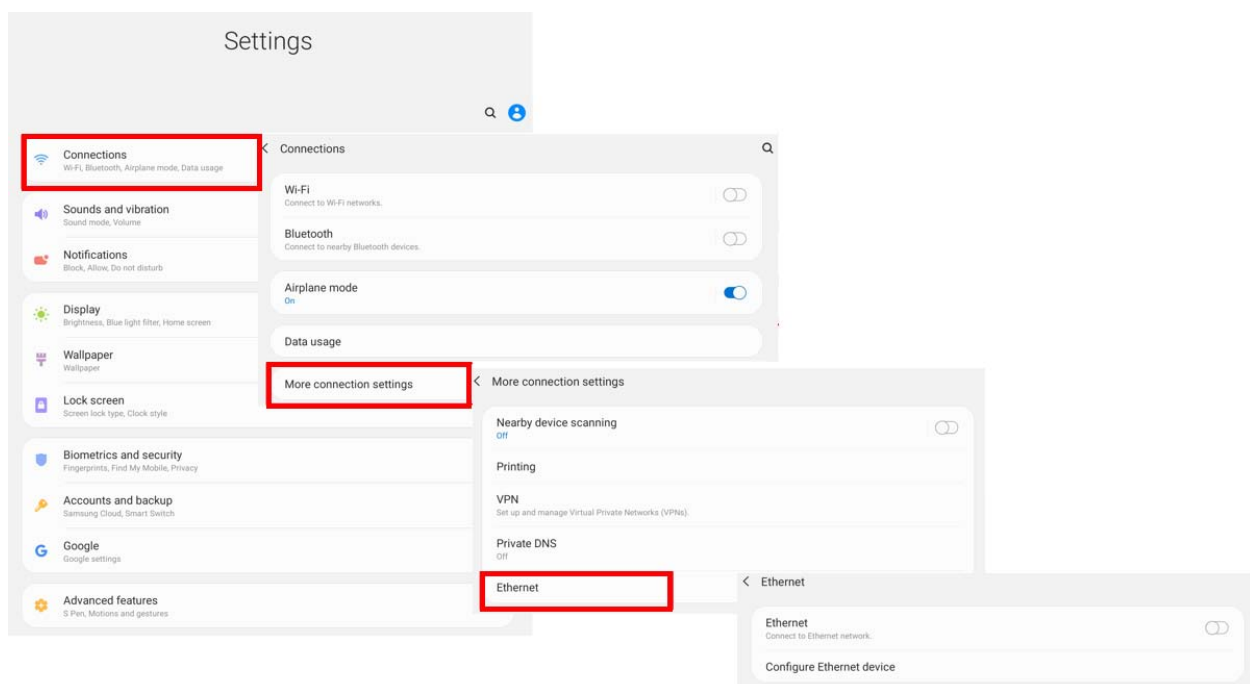 Settings
Connections
Wi-Fi, Bluetooth, Airplane mode, Data usage
Sounds and vibration
Sound mode, Volume
Notifications
Block, Allow, Do not disturb
Display
Brightness, Blue light filter, Home screen
Wallpaper
Wallpaper
Lock screen
Screen lock type, Clock style
Biometrics and security
Fingerprints, Find My Mobile, Privacy
Accounts and backup
Samsung Cloud, Smart Switch
Google
Google settings
Advanced features
S Pen, Motions and gestures
Connections
Wi-Fi
Connect to Wi-Fi networks.
Bluetooth
Connect to nearby Bluetooth devices.
Airplane mode
On
Data usage
More connection settings
More connection settings
Nearby device scanning
Off
Printing
VPN
Set up and manage Virtual Private Networks (VPNs).
Private DNS
Off
Ethernet
Ethernet
Ethernet
Connect to Ethernet network.
Configure Ethernet device